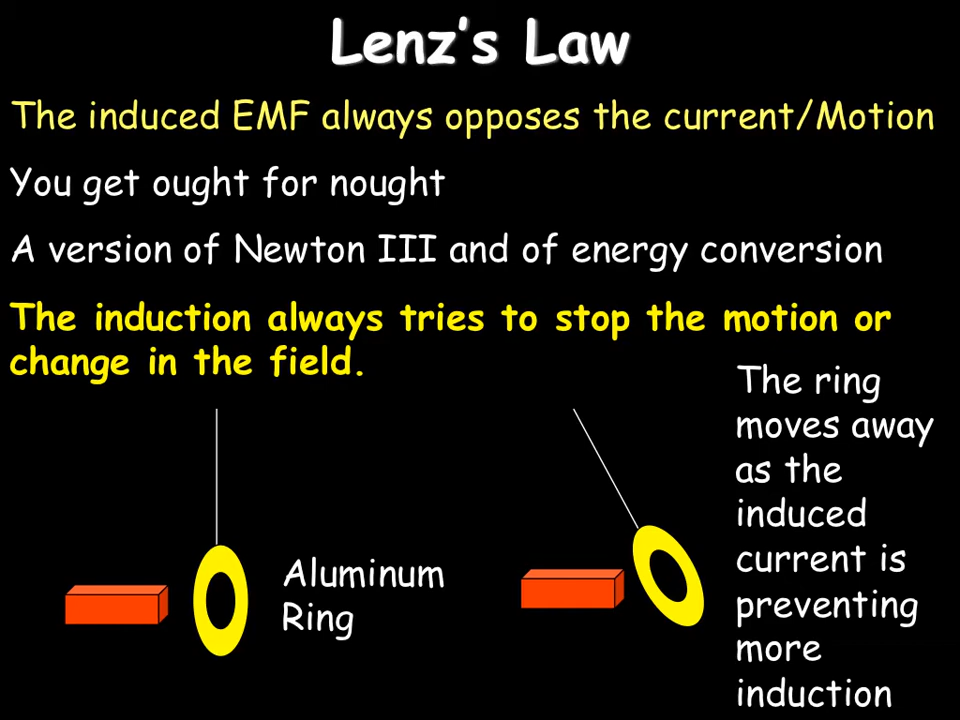 Lenz's Law
The induced EMF always opposes the current/Motion
You get ought for nought
A version of Newton III and of energy conversion
The induction always tries to stop the motion or
change in the field.
Aluminum
Ring
The ring
moves away
as the
induced
current is
preventing
more
induction